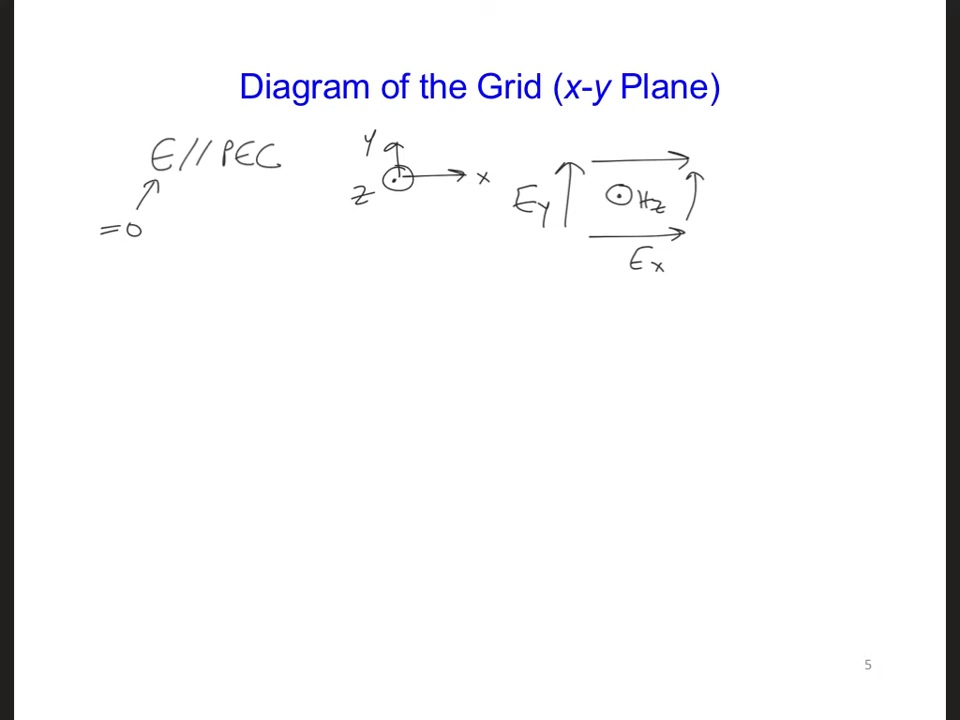 Diagram of the Grid (x-y Plane)
E // PEC
= 0
Y
Z
x
Ey
Hz
Ex
5